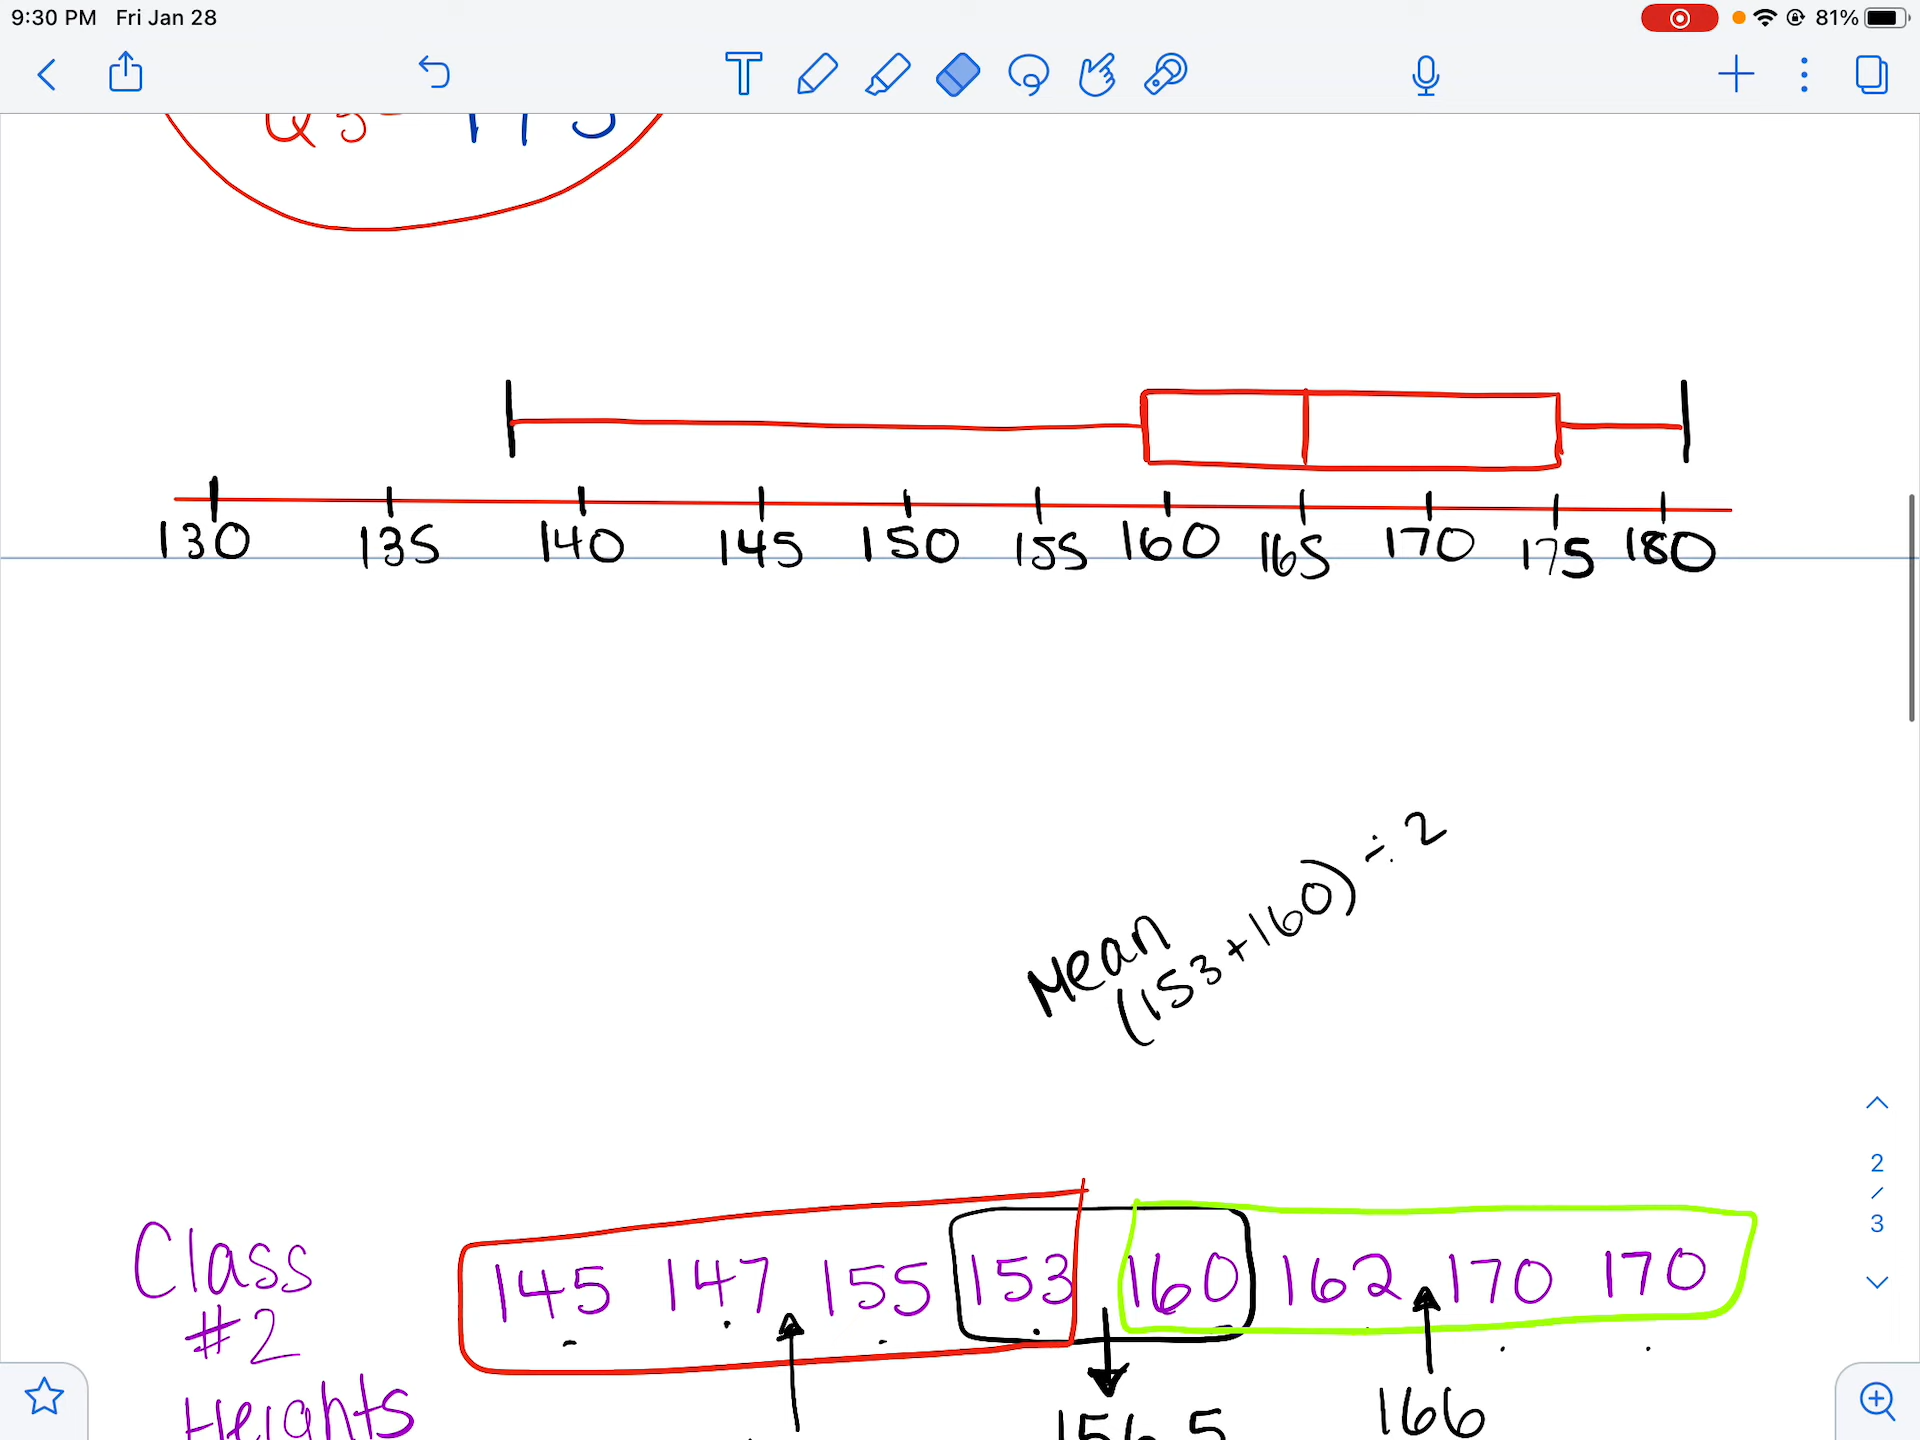 9:30 PM Fri Jan 28
81%
130 135 140 145 150 155 160 165 170 175 180
Mean
(153+160) ÷ 2
2
/
3
Class
#2
Heights
145 147 155 153 160 162 170 170
156.5
166